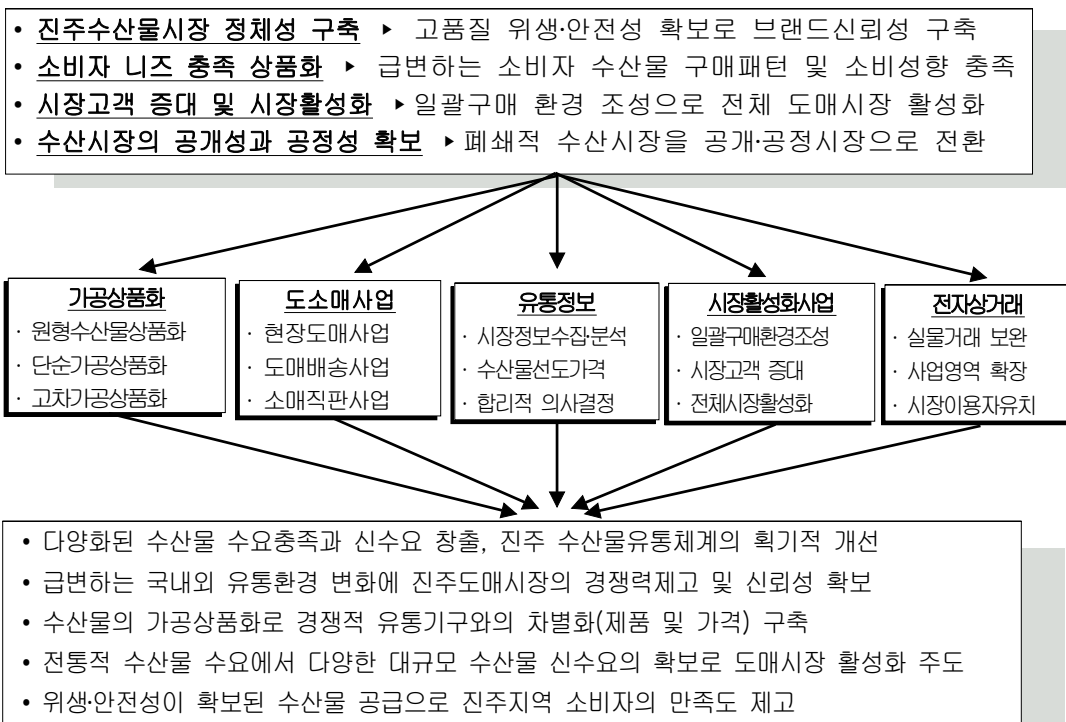 • 진주수산물시장 정체성 구축 ▸ 고품질 위생·안전성 확보로 브랜드신뢰성 구축
• 소비자 니즈 충족 상품화 ▸ 급변하는 소비자 수산물 구매패턴 및 소비성향 충족
• 시장고객 증대 및 시장활성화 ▸일괄구매 환경 조성으로 전체 도매시장 활성화
• 수산시장의 공개성과 공정성 확보 ▸폐쇄적 수산시장을 공개·공정시장으로 전환
가공상품화
· 원형수산물상품화
· 단순가공상품화
· 고차가공상품화
도소매사업
· 현장도매사업
· 도매배송사업
· 소매직판사업
유통정보
· 시장정보수집·분석
· 수산물선도가격
· 합리적 의사결정
시장활성화사업
· 일괄구매환경조성
· 시장고객 증대
· 전체시장활성화
전자상거래
· 실물거래 보완
· 사업영역 확장
· 시장이용자유치
• 다양화된 수산물 수요충족과 신수요 창출, 진주 수산물유통체계의 획기적 개선
• 급변하는 국내외 유통환경 변화에 진주도매시장의 경쟁력제고 및 신뢰성 확보
• 수산물의 가공상품화로 경쟁적 유통기구와의 차별화(제품 및 가격) 구축
• 전통적 수산물 수요에서 다양한 대규모 수산물 신수요의 확보로 도매시장 활성화 주도
• 위생·안전성이 확보된 수산물 공급으로 진주지역 소비자의 만족도 제고